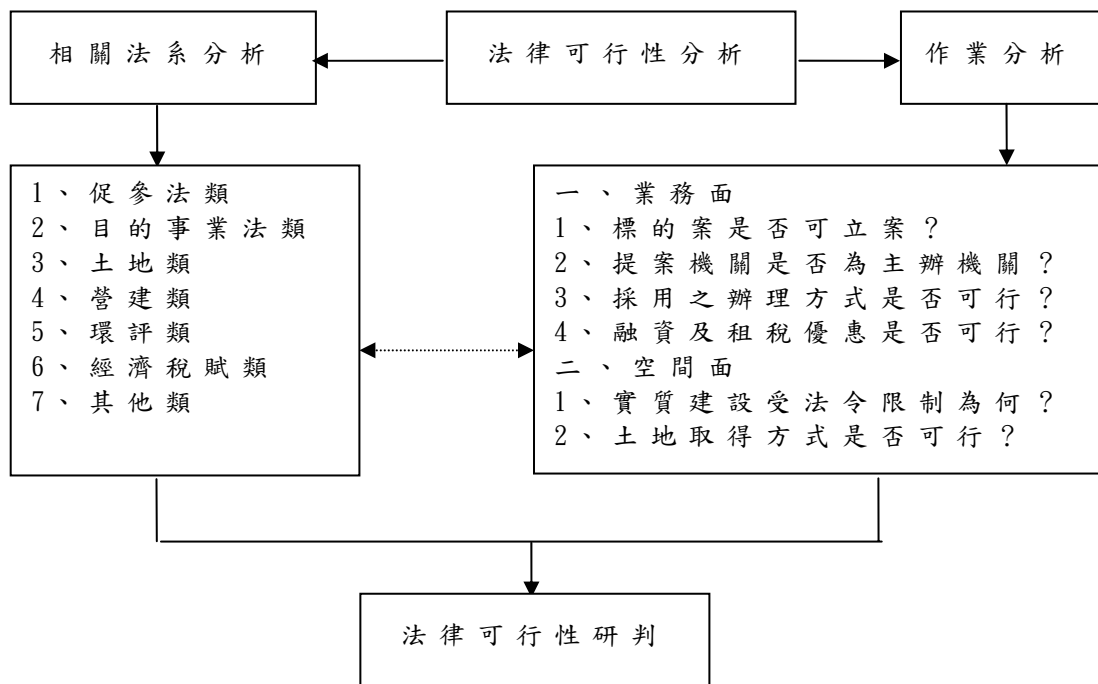 相關法系分析
法律可行性分析
作業分析
1、促參法類
2、目的事業法類
3、土地類
4、營建類
5、環評類
6、經濟稅賦類
7、其他類
一、業務面
1、標的案是否可立案？
2、提案機關是否為主辦機關？
3、採用之辦理方式是否可行？
4、融資及租稅優惠是否可行？
二、空間面
1、實質建設受法令限制為何？
2、土地取得方式是否可行？
法律可行性研判